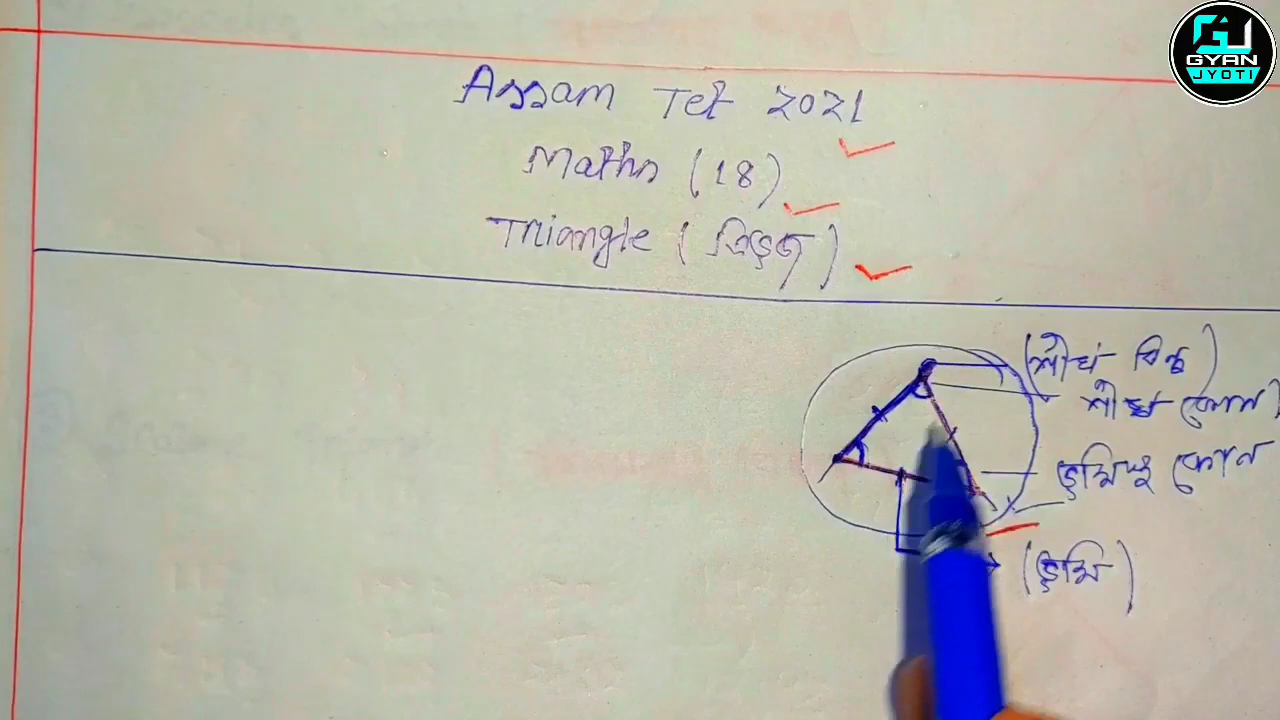 GYAN
JYOTI
Assam Tet 2021
Maths (18)
Triangle (ত্রিভুজ)
(শীৰ্ষ বিন্দু)
শীৰ্ষ কোন
ভূমিস্থ কোন
(ভূমি)